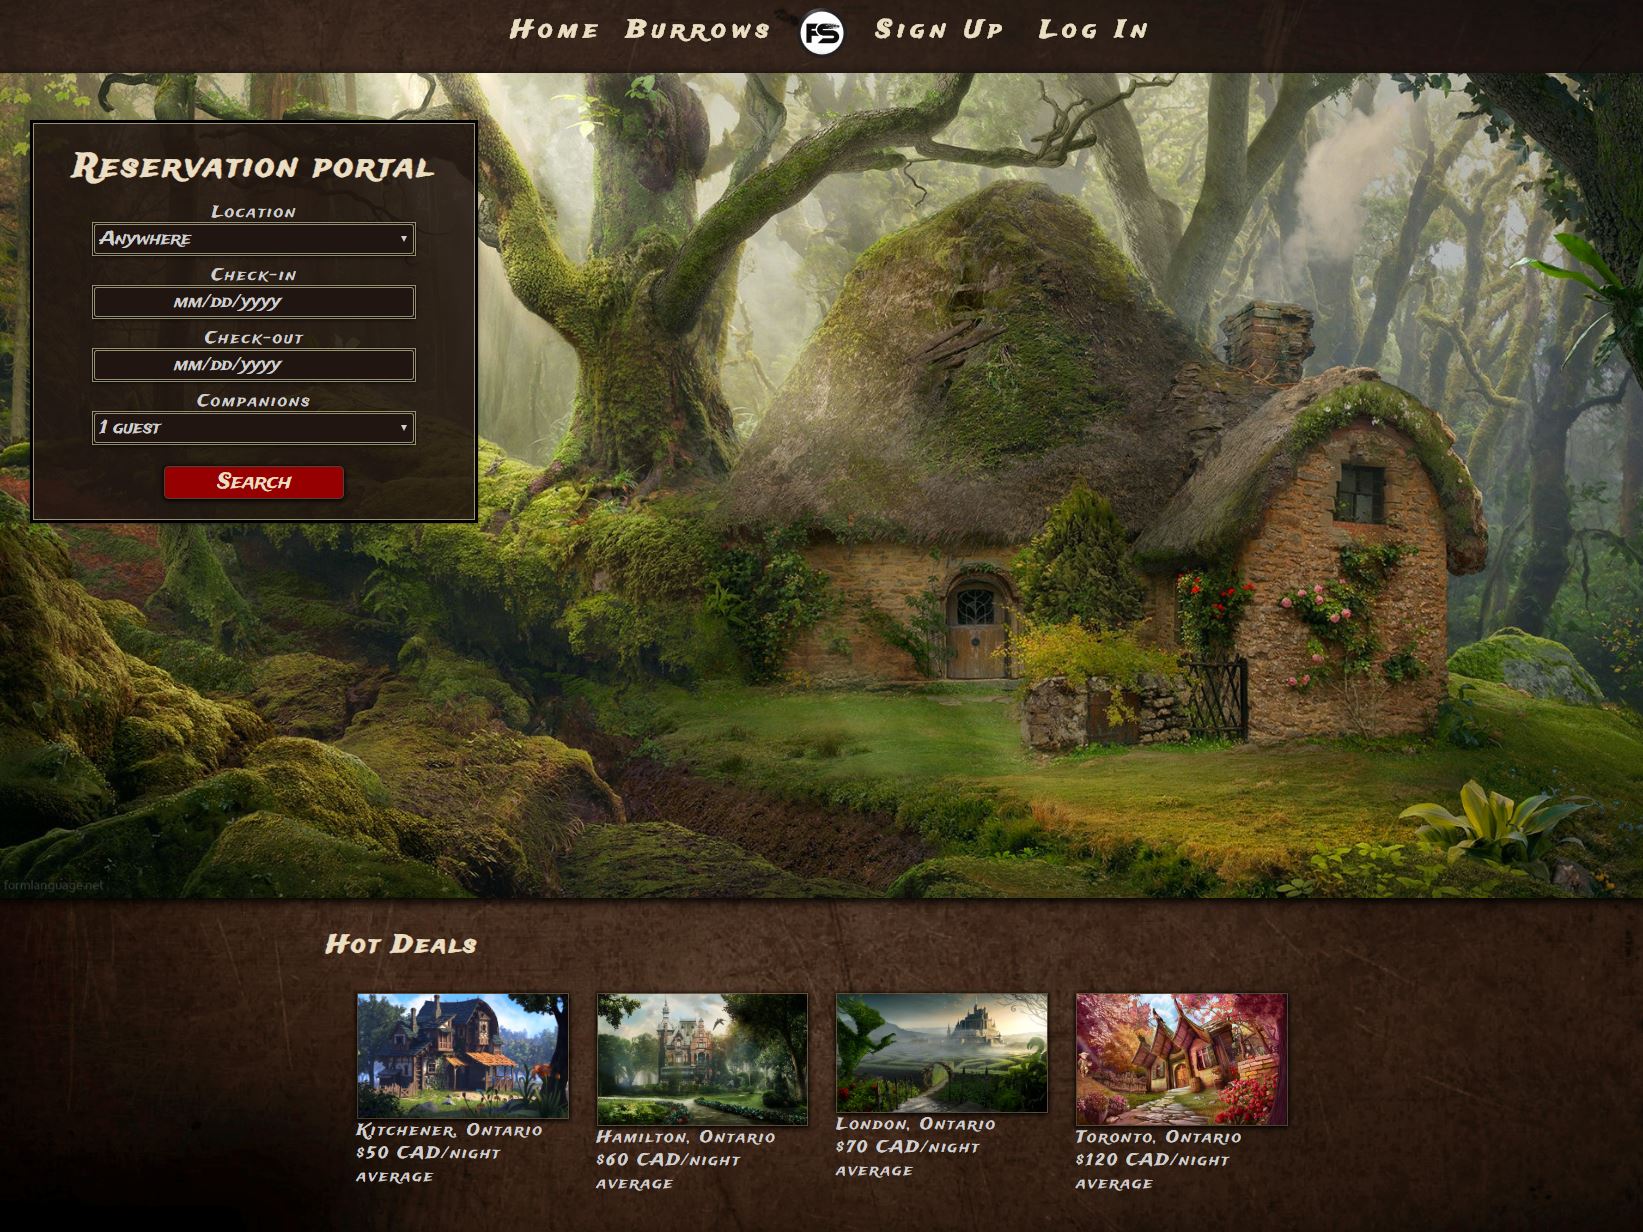 Home Burrows FS Sign Up Log In
Reservation portal
Location
Anywhere
Check-in
mm/dd/yyyy
Check-out
mm/dd/yyyy
Companions
1 guest
Search
formlanguage.net
Hot Deals
Kitchener, Ontario
$50 CAD/night
average
Hamilton, Ontario
$60 CAD/night
average
London, Ontario
$70 CAD/night
average
Toronto, Ontario
$120 CAD/night
average